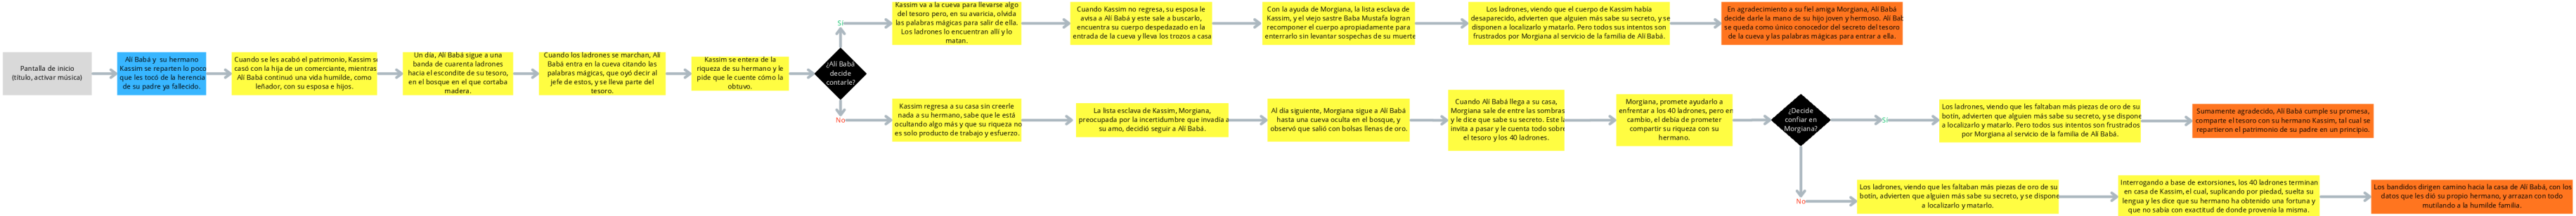 Pantalla de inicio
(título, activar música)
Alí Babá y su hermano
Kassim se reparten lo poco
que les tocó de la herencia
de su padre ya fallecido.
Cuando se les acabó el patrimonio, Kassim se
casó con la hija de un comerciante, mientras
Alí Babá continuó una vida humilde, como
leñador, con su esposa e hijos.
Un día, Alí Babá sigue a una
banda de cuarenta ladrones
hacia el escondite de su tesoro,
en el bosque en el que cortaba
madera.
Cuando los ladrones se marchan, Alí
Babá entra en la cueva citando las
palabras mágicas, que oyó decir al
jefe de estos, y se lleva parte del
tesoro.
Kassim se entera de la
riqueza de su hermano y le
pide que le cuente cómo la
obtuvo.
¿Alí Babá
decide
contarle?
Sí
Kassim va a la cueva para llevarse algo
del tesoro pero, en su avaricia, olvida
las palabras mágicas para salir de ella.
Los ladrones lo encuentran allí y lo
matan.
Cuando Kassim no regresa, su esposa le
avisa a Alí Babá y este sale a buscarlo,
encuentra su cuerpo despedazado en la
entrada de la cueva y lleva los trozos a casa
Con la ayuda de Morgiana, la lista esclava de
Kassim, y el viejo sastre Baba Mustafa logran
recomponer el cuerpo apropiadamente para
enterrarlo sin levantar sospechas de su muerte
Los ladrones, viendo que el cuerpo de Kassim había
desaparecido, advierten que alguien más sabe su secreto, y se
disponen a localizarlo y matarlo. Pero todos sus intentos son
frustrados por Morgiana al servicio de la familia de Alí Babá.
En agradecimiento a su fiel amiga Morgiana, Alí Babá
decide darle la mano de su hijo joven y hermoso. Alí Bab
se queda como único conocedor del secreto del tesoro
de la cueva y las palabras mágicas para entrar a ella.
No
Kassim regresa a su casa sin creerle
nada a su hermano, sabe que le está
ocultando algo más y que su riqueza no
es solo producto de trabajo y esfuerzo.
La lista esclava de Kassim, Morgiana,
preocupada por la incertidumbre que invadía a
su amo, decidió seguir a Alí Babá.
Al día siguiente, Morgiana sigue a Alí Babá
hasta una cueva oculta en el bosque, y
observó que salió con bolsas llenas de oro.
Cuando Alí Babá llega a su casa,
Morgiana sale de entre las sombras
y le dice que sabe su secreto. Este la
invita a pasar y le cuenta todo sobre
el tesoro y los 40 ladrones.
Morgiana, promete ayudarlo a
enfrentar a los 40 ladrones, pero en
cambio, el debía de prometer
compartir su riqueza con su
hermano.
¿Decide
confiar en
Morgiana?
Sí
Los ladrones, viendo que les faltaban más piezas de oro de su
botín, advierten que alguien más sabe su secreto, y se disponen
a localizarlo y matarlo. Pero todos sus intentos son frustrados
por Morgiana al servicio de la familia de Alí Babá.
Sumamente agradecido, Alí Babá cumple su promesa,
comparte el tesoro con su hermano Kassim, tal cual se
repartieron el patrimonio de su padre en un principio.
No
Los ladrones, viendo que les faltaban más piezas de oro de su
botín, advierten que alguien más sabe su secreto, y se dispone
a localizarlo y matarlo.
Interrogando a base de extorsiones, los 40 ladrones terminan
en casa de Kassim, el cual, suplicando por piedad, suelta su
lengua y les dice que su hermano ha obtenido una fortuna y
que no sabía con exactitud de donde provenía la misma.
Los bandidos dirigen camino hacia la casa de Alí Babá, con los
datos que les dió su propio hermano, y arrazan con todo
mutilando a la humilde familia.